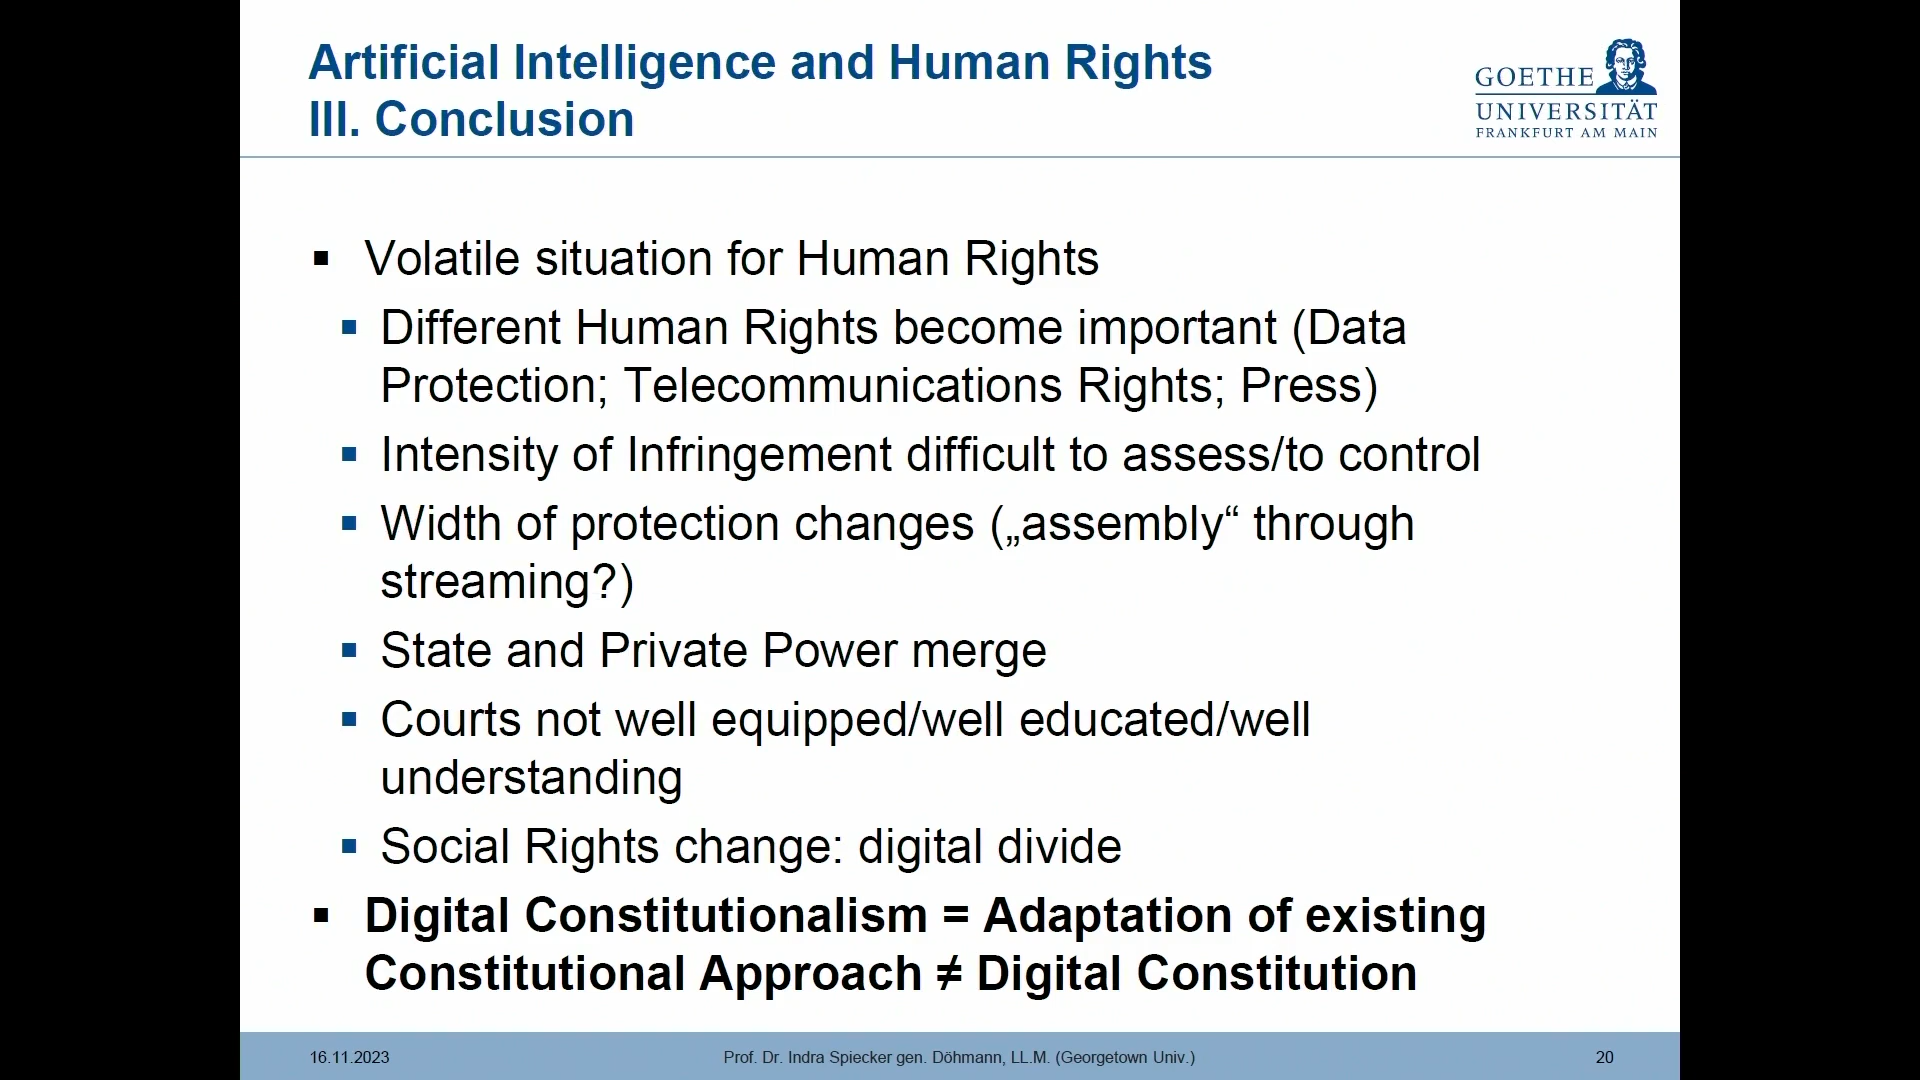 Artificial Intelligence and Human Rights
III. Conclusion
GOETHE
UNIVERSITÄT
FRANKFURT AM MAIN
▪ Volatile situation for Human Rights
▪ Different Human Rights become important (Data
Protection; Telecommunications Rights; Press)
▪ Intensity of Infringement difficult to assess/to control
▪ Width of protection changes („assembly“ through
streaming?)
▪ State and Private Power merge
▪ Courts not well equipped/well educated/well
understanding
▪ Social Rights change: digital divide
▪ Digital Constitutionalism = Adaptation of existing
Constitutional Approach ≠ Digital Constitution
16.11.2023
Prof. Dr. Indra Spiecker gen. Döhmann, LL.M. (Georgetown Univ.)
20